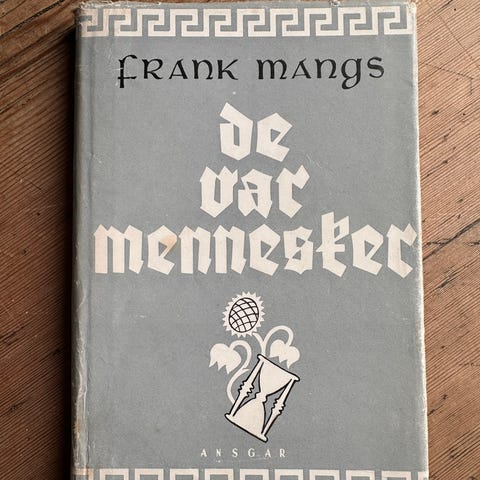 FRANK MANGS
de
var
mennesker
ANSGAR